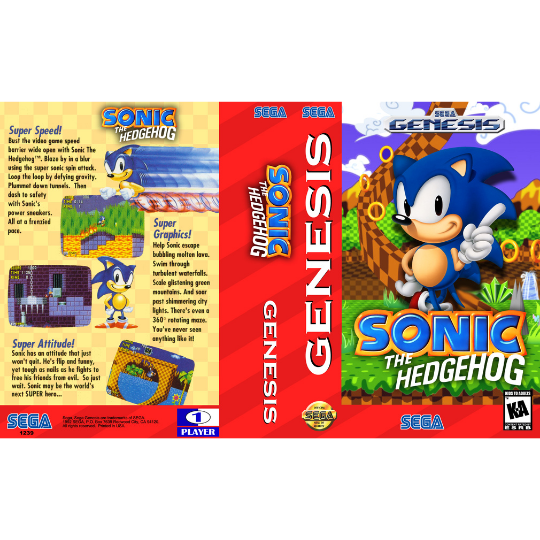 SONIC
THE
HEDGEHOG
Super Speed!
Bust the video game speed
barrier wide open with Sonic The
Hedgehog™. Blaze by in a blur
using the super sonic spin attack.
Loop the loop by defying gravity.
Plummet down tunnels. Then
dash to safety
with Sonic's
power sneakers.
All at a frenzied
pace.
Super
Graphics!
Help Sonic escape
bubbling molten lava.
Swim through
turbulent waterfalls.
Scale glistening green
mountains. And soar
past shimmering city
lights. There's even a
360° rotating maze.
You've never seen
anything like it!
Super Attitude!
Sonic has an attitude that just
won't quit. He's flip and funny,
yet tough as nails as he fights to
free his friends from evil. So just
wait. Sonic may be the world's
next SUPER hero...
SEGA
1
PLAYER
SEGA
SONIC
THE
HEDGEHOG
GENESIS
SEGA
GENESIS
SEGA
SEGA
GENESIS
SONIC
THE
HEDGEHOG
SEGA
KIDS TO ADULTS
KA
ESRB